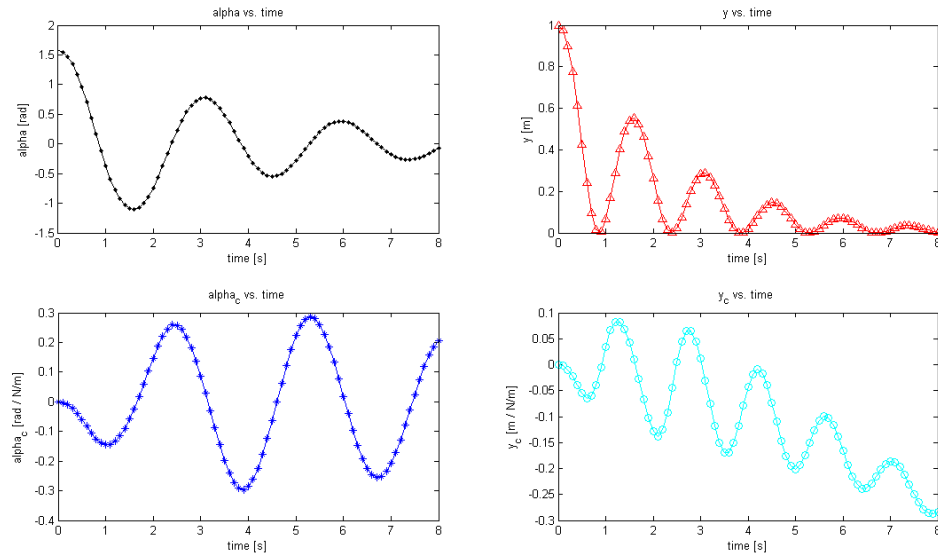 alpha vs. time
2
1.5
1
0.5
0
-0.5
-1
-1.5
alpha [rad]
0 1 2 3 4 5 6 7 8
time [s]
y vs. time
1
0.8
0.6
0.4
0.2
0
y [m]
0 1 2 3 4 5 6 7 8
time [s]
alpha_c vs. time
0.3
0.2
0.1
0
-0.1
-0.2
-0.3
-0.4
alpha_c [rad / N/m]
0 1 2 3 4 5 6 7 8
time [s]
y_c vs. time
0.1
0.05
0
-0.05
-0.1
-0.15
-0.2
-0.25
-0.3
y_c [m / N/m]
0 1 2 3 4 5 6 7 8
time [s]